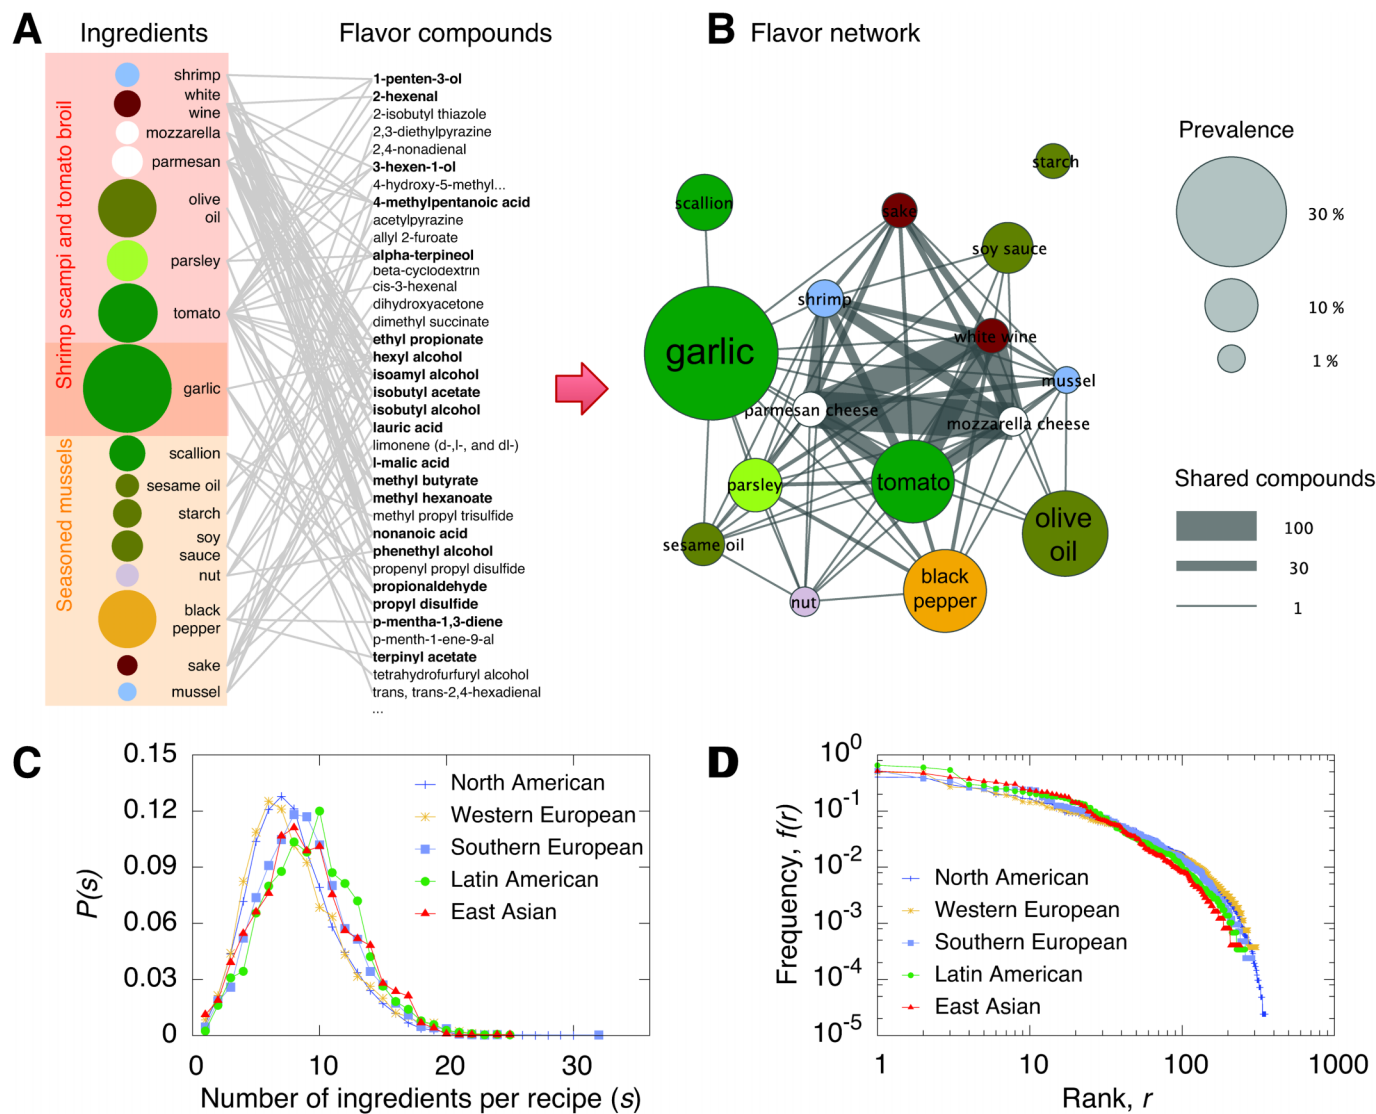 A
Ingredients
Flavor compounds
Shrimp scampi and tomato broil
Seasoned mussels
shrimp
white
wine
mozzarella
parmesan
olive
oil
parsley
tomato
garlic
scallion
sesame oil
starch
soy
sauce
nut
black
pepper
sake
mussel
1-penten-3-ol
2-hexenal
2-isobutyl thiazole
2,3-diethylpyrazine
2,4-nonadienal
3-hexen-1-ol
4-hydroxy-5-methyl...
4-methylpentanoic acid
acetylpyrazine
allyl 2-furoate
alpha-terpineol
beta-cyclodextrin
cis-3-hexenal
dihydroxyacetone
dimethyl succinate
ethyl propionate
hexyl alcohol
isoamyl alcohol
isobutyl acetate
isobutyl alcohol
lauric acid
limonene (d-,l-, and dl-)
l-malic acid
methyl butyrate
methyl hexanoate
methyl propyl trisulfide
nonanoic acid
phenethyl alcohol
propenyl propyl disulfide
propionaldehyde
propyl disulfide
p-mentha-1,3-diene
p-menth-1-ene-9-al
terpinyl acetate
tetrahydrofurfuryl alcohol
trans, trans-2,4-hexadienal
...
B
Flavor network
starch
scallion
sake
soy sauce
shrimp
garlic
white wine
mussel
parmesan cheese
mozzarella cheese
parsley
tomato
sesame oil
olive
oil
black
pepper
nut
Prevalence
30 %
10 %
1 %
Shared compounds
100
30
1
C
0.15
0.12
0.09
0.06
0.03
0
P(s)
North American
Western European
Southern European
Latin American
East Asian
0
10
20
30
Number of ingredients per recipe (s)
D
10^0
10^-1
10^-2
10^-3
10^-4
10^-5
Frequency, f(r)
North American
Western European
Southern European
Latin American
East Asian
1
10
100
1000
Rank, r